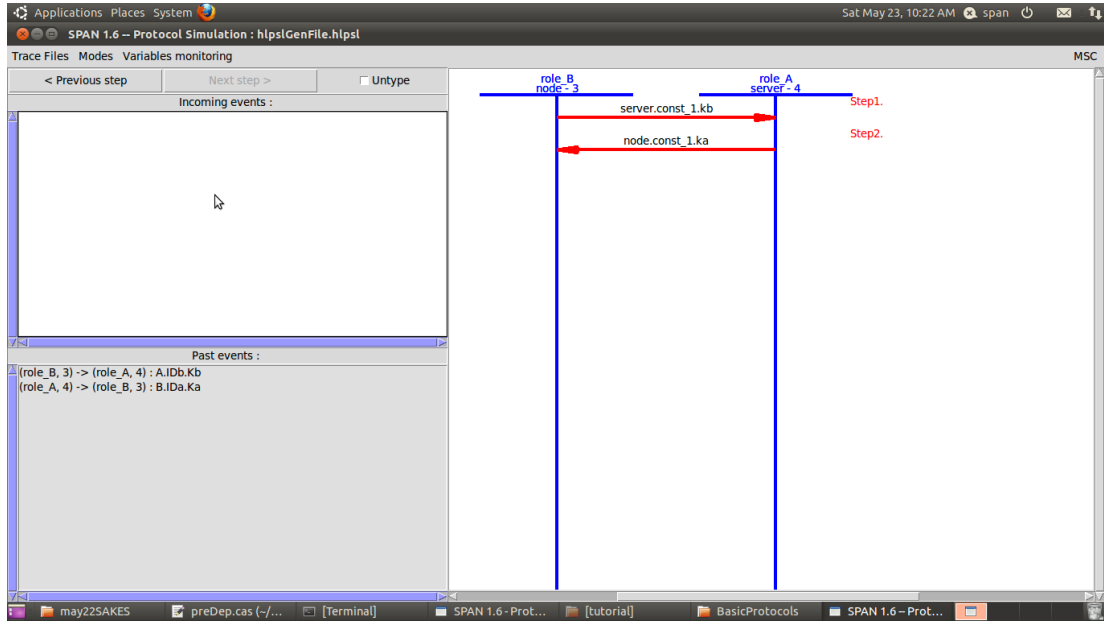 Applications Places System Sat May 23, 10:22 AM span
SPAN 1.6 -- Protocol Simulation : hlpslGenFile.hlpsl
Trace Files Modes Variables monitoring MSC
< Previous step Next step > Untype
Incoming events :
role_B role_A
node - 3 server - 4
Step1.
server.const_1.kb
Step2.
node.const_1.ka
Past events :
(role_B, 3) -> (role_A, 4) : A.IDb.Kb
(role_A, 4) -> (role_B, 3) : B.IDa.Ka
may22SAKES preDep.cas (~/... [Terminal] SPAN 1.6 - Prot... [tutorial] BasicProtocols SPAN 1.6 -- Prot...